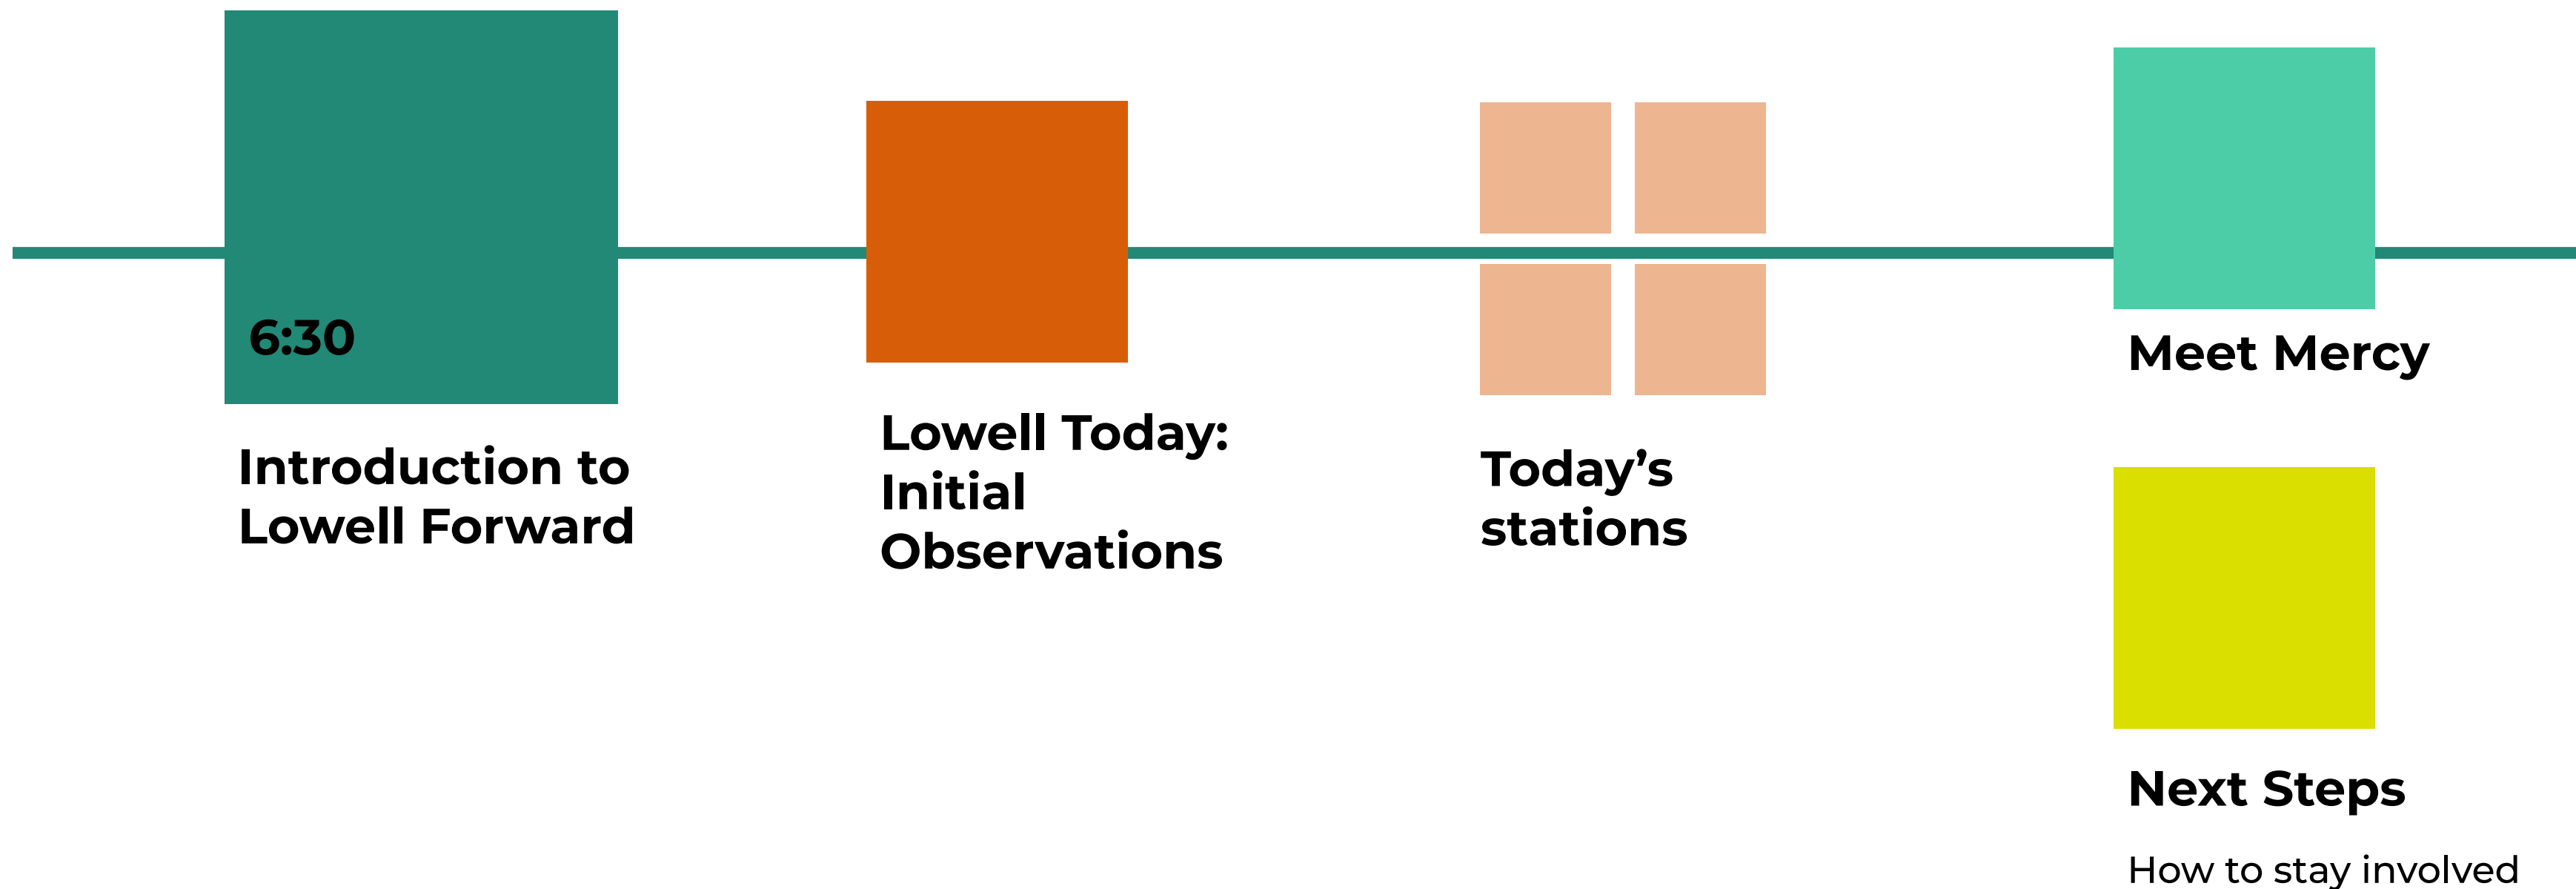 6:30
Introduction to
Lowell Forward
Lowell Today:
Initial
Observations
Today’s
stations
Meet Mercy
Next Steps
How to stay involved